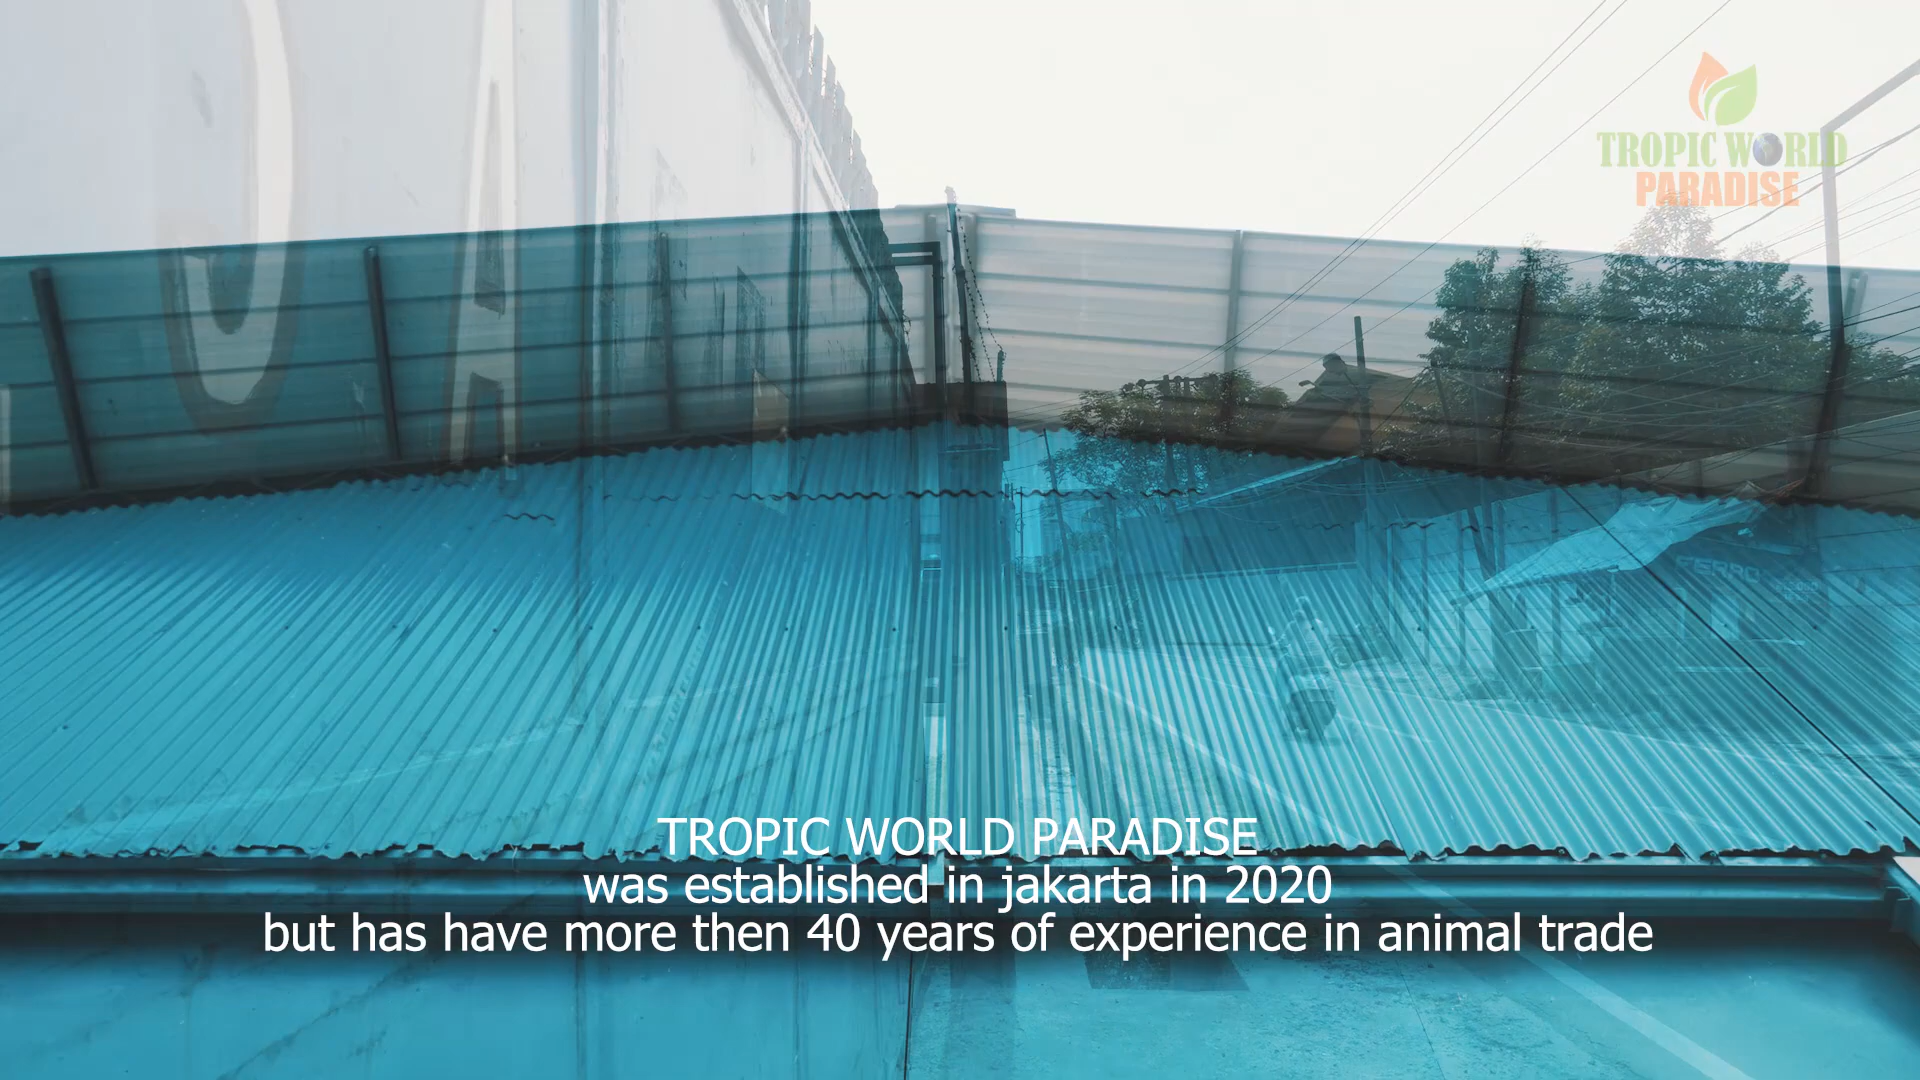 TROPIC WORLD
PARADISE
TROPIC WORLD PARADISE
was established in jakarta in 2020
but has have more then 40 years of experience in animal trade